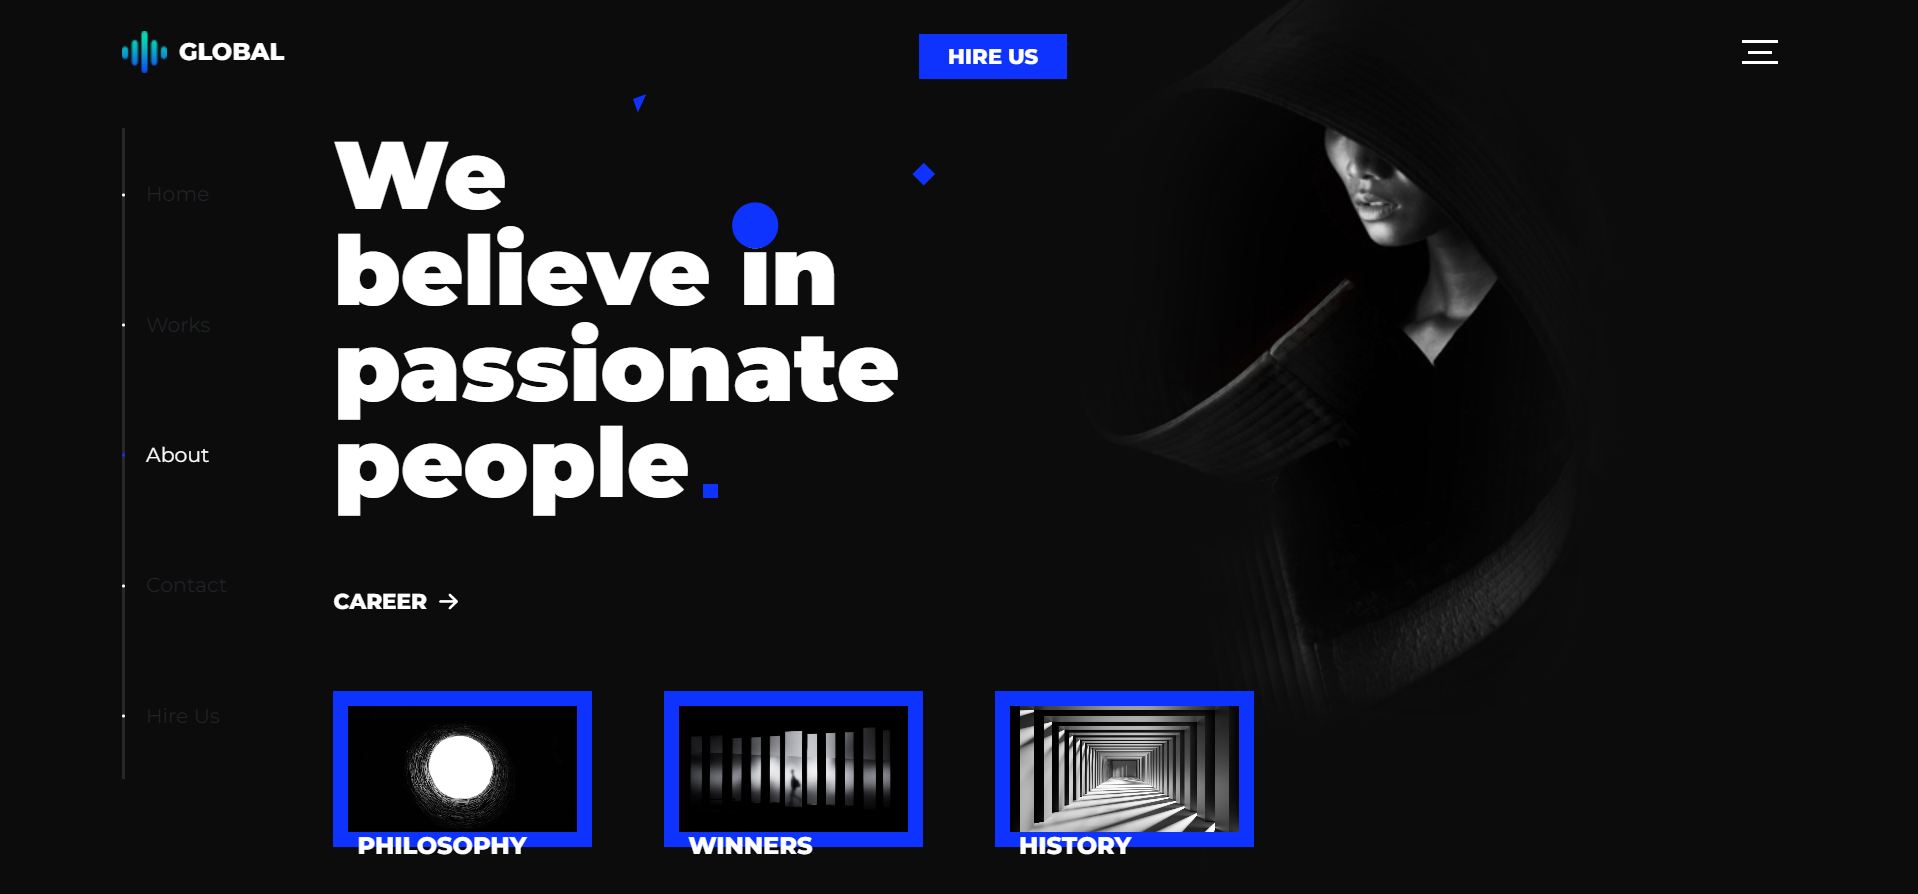 GLOBAL
HIRE US
Home
Works
About
Contact
Hire Us
We
believe in
passionate
people.
CAREER →
PHILOSOPHY
WINNERS
HISTORY